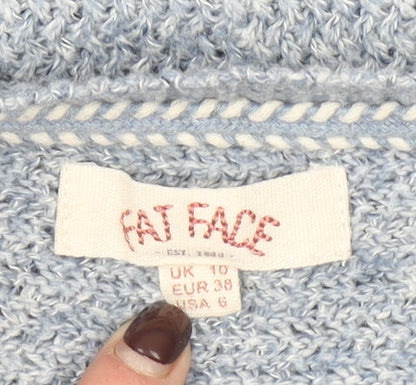 FAT FACE
- EST. 1988 -
UK 10
EUR 38
USA 6